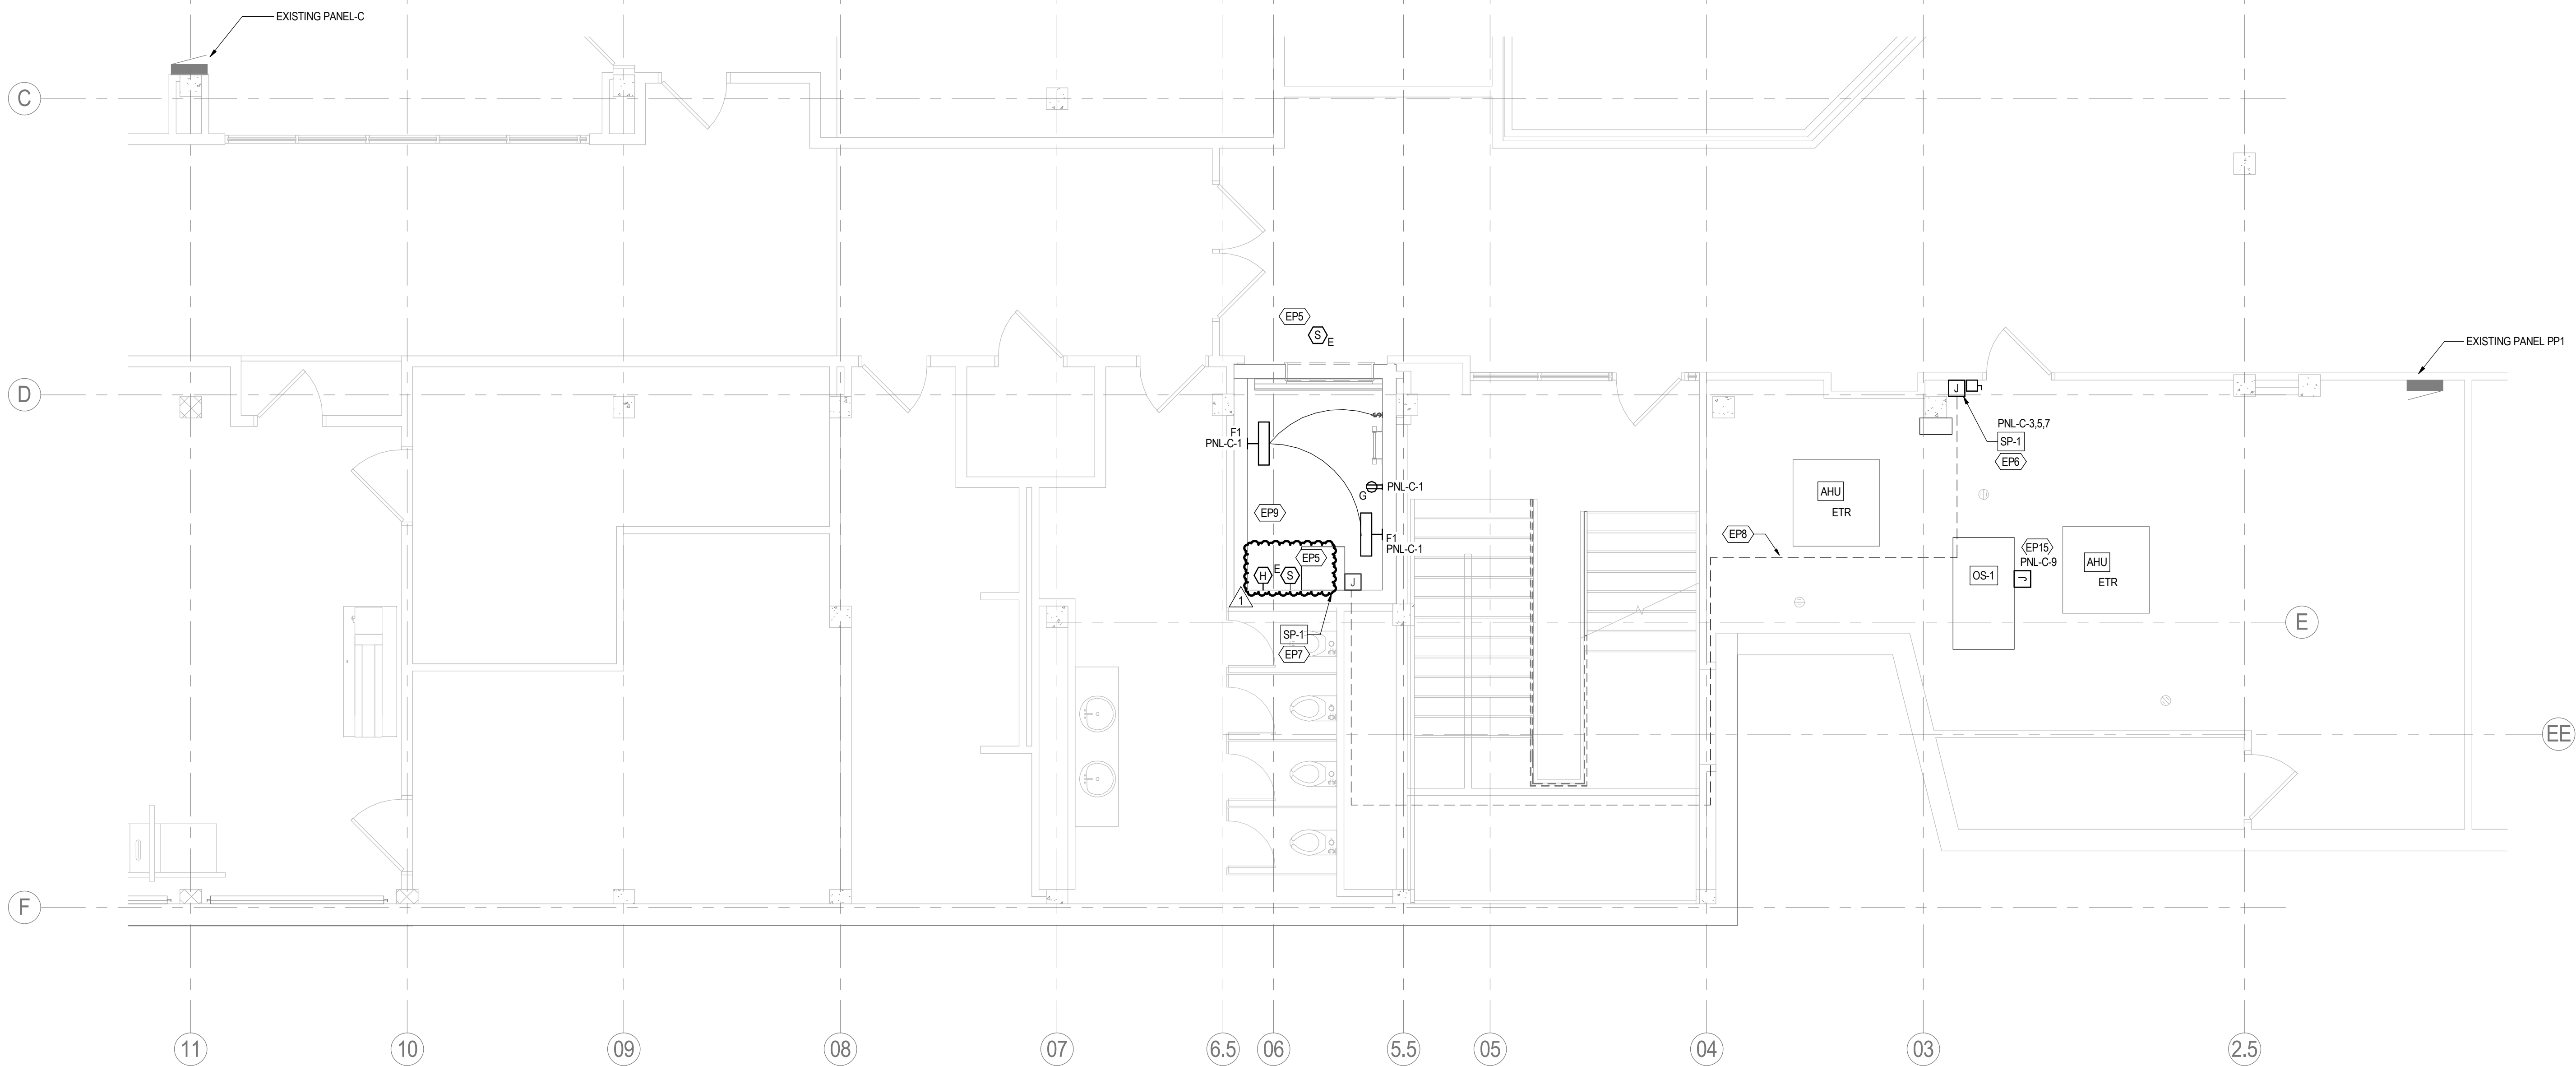 EXISTING PANEL-C
C
EP5
S
E
EXISTING PANEL PP1
D
J
PNL-C-3,5,7
SP-1
EP6
F1
PNL-C-1
S
G
PNL-C-1
EP9
F1
PNL-C-1
AHU
ETR
EP8
EP15
PNL-C-9
OS-1
J
AHU
ETR
EP5
H
E
S
J
1
SP-1
EP7
E
EE
F
11
10
09
08
07
6.5
06
5.5
05
04
03
2.5